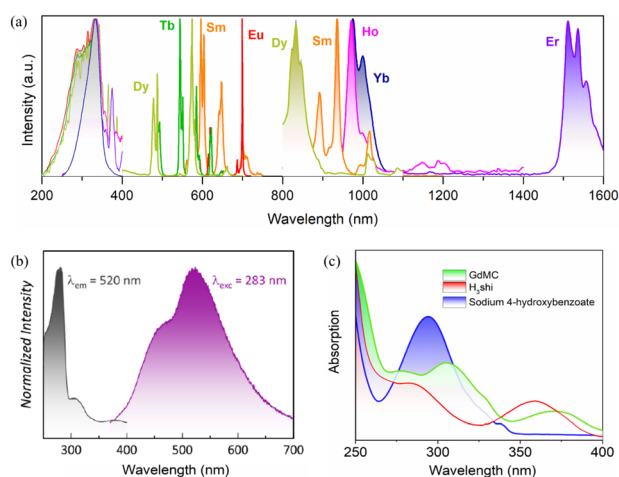 (a)
Intensity (a.u.)
Dy
Tb
Sm
Eu
Dy
Sm
Ho
Yb
Er
200 400 600 800 1000 1200 1400 1600
Wavelength (nm)
(b)
Normalized Intensity
λem = 520 nm
λexc = 283 nm
300 400 500 600 700
Wavelength (nm)
(c)
Absorption
GdMC
H3shi
Sodium 4-hydroxybenzoate
250 300 350 400
Wavelength (nm)